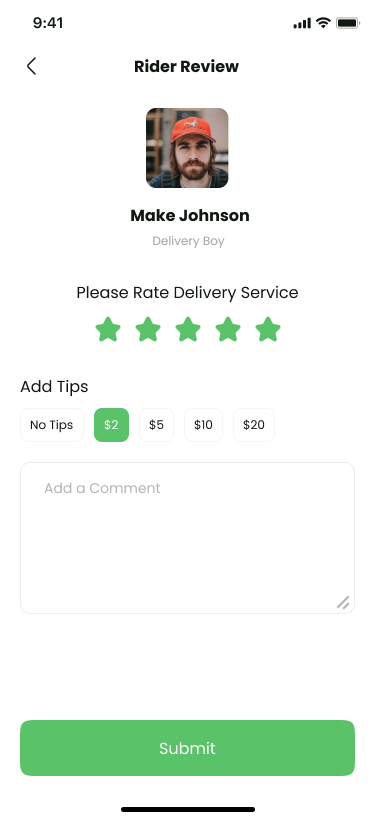 9:41
Rider Review
Make Johnson
Delivery Boy
Please Rate Delivery Service
Add Tips
No Tips $2 $5 $10 $20
Add a Comment
Submit